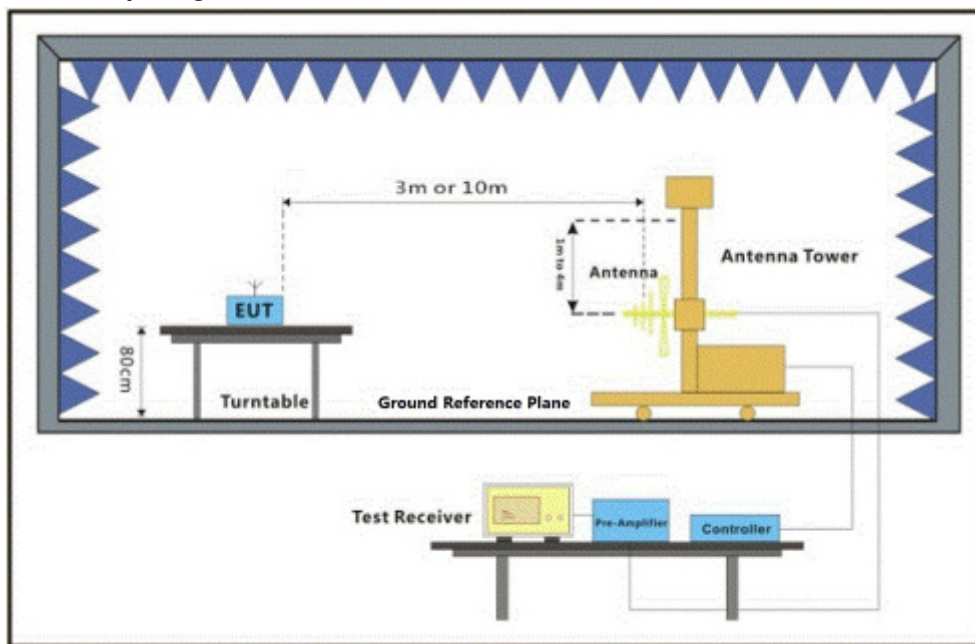 3m or 10m
1m to 4m
Antenna
Antenna Tower
EUT
80cm
Turntable
Ground Reference Plane
Test Receiver
Pre-Amplifier
Controller